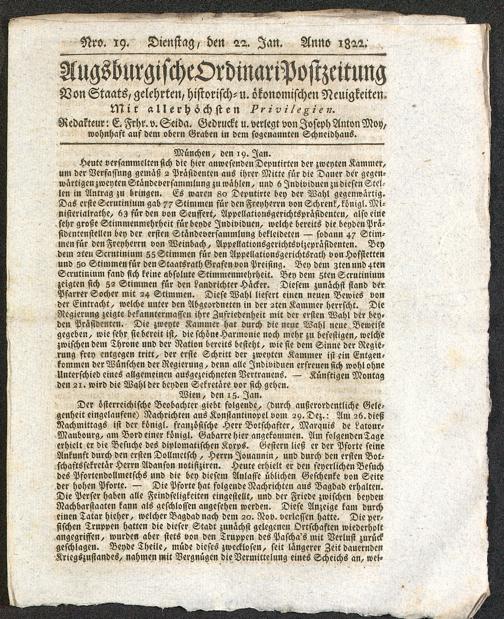 Nro. 19. Dienstag, den 22. Jan. Anno 1822.
Augsburgische Ordinari Postzeitung
Von Staats, gelehrten, historisch- u. ökonomischen Neuigkeiten.
Mit allerhöchsten Privilegien.
Redakteur: C. Frhr. v. Seida. Gedruckt u. verlegt von Joseph Anton Moy,
wohnhaft auf dem obern Graben in dem sogenannten Schneidhaus.
München, den 19. Jan.
Heute versammelten sich die hier anwesenden Deputirten der zweyten Kammer,
um der Verfassung gemäß 2 Präsidenten aus ihrer Mitte für die Dauer der gegen-
wärtigen zweyten Ständeversammlung zu wählen, und 6 Individuen zu diesen Stel-
len in Antrag zu bringen. Es waren 80 Deputirte bey der Wahl gegenwärtig.
Das erste Scrutinium gab 77 Stimmen für den Freyherrn von Schrenk, königl. Mi-
nisterialrathe, 63 für den von Seuffert, Appellationsgerichtspräsidenten, also eine
sehr große Stimmenmehrheit für beyde Individuen, welche bereits die beyden Prä-
sidentenstellen bey der ersten Ständeversammlung bekleideten — sodann 47 Stim-
men für den Freyherrn von Weinbach, Appellationsgerichtsvizepräsidenten. Bey
dem 2ten Scrutinium 55 Stimmen für den Appellationsgerichtsrath von Hofstetten
und 50 Stimmen für den Staatsrath Grafen von Preising. Bey dem 3ten und 4ten
Scrutinium fand sich keine absolute Stimmenmehrheit. Bey dem 5ten Scrutinium
zeigten sich 52 Stimmen für den Landrichter Häcker. Diesem zunächst stand der
Pfarrer Socher mit 24 Stimmen. Diese Wahl liefert einen neuen Beweis von
der Eintracht, welche unter den Abgeordneten in der 2ten Kammer herrscht. Die
Regierung zeigte bekanntermassen ihre Zufriedenheit mit der ersten Wahl der bey-
den Präsidenten. Die zweyte Kammer hat durch die neue Wahl neue Beweise
gegeben, wie sehr sie bereit ist, die schöne Harmonie noch mehr zu befestigen, welche
zwischen dem Throne und der Nation bereits besteht, wie sie dem Sinne der Regie-
rung frey entgegen tritt, der erste Schritt der zweyten Kammer ist ein Entgen-
kommen der Wünschen der Regierung, denn alle Individuen erfreuen sich wohl ohne
Unterschied eines allgemeinen ausgezeichneten Vertrauens. — Künftigen Montag
den 21. wird die Wahl der beyden Sekretäre vor sich gehen.
Wien, den 15. Jan.
Der österreichische Beobachter giebt folgende, (durch außerordentliche Gele-
genheit eingelaufene) Nachrichten aus Konstantinopel vom 29. Dez.: Am 26. dieß
Nachmittags ist der königl. französische Herr Botschafter, Marquis de Latour-
Maubourg, am Bord einer königl. Gabarre hier angekommen. Am folgenden Tage
erhielt er die Besuche des diplomatischen Korps. Gestern ließ er der Pforte seine
Ankunft durch den ersten Dollmetsch, Herrn Jouannin, und durch den ersten Bot-
schaftssekretär Herrn Adanson notifiziren. Heute erhielt er den feyerlichen Besuch
des Pfortendollmetschs und die bey diesem Anlasse üblichen Geschenke von Seite
der hohen Pforte. — Die Pforte hat folgende Nachrichten aus Bagdad erhalten.
Die Perser haben alle Feindseligkeiten eingestellt, und der Friede zwischen beyden
Nachbarstaaten kann als geschlossen angesehen werden. Diese Anzeige kam durch
einen Tatar hieher, welcher Bagdad nach dem 20. Nov. verlassen hatte. Die per-
sischen Truppen hatten die dieser Stadt zunächst gelegenen Ortschaften wiederholt
angegriffen, wurden aber stets von den Truppen des Pascha's mit Verlust zurück
geschlagen. Beyde Theile, müde dieses zwecklosen, seit längerer Zeit dauernden
Kriegszustandes, nahmen mit Vergnügen die Vermittelung eines Scheichs an, wel-